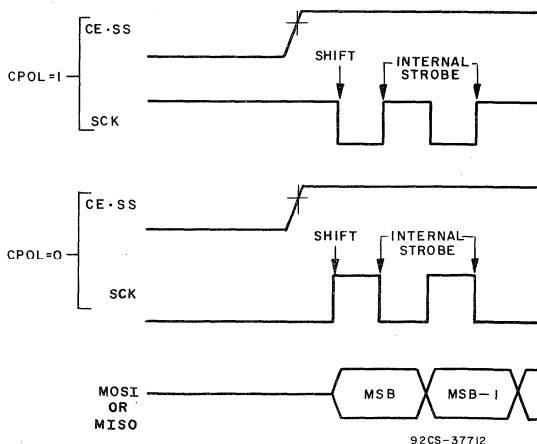 CE·SS
SHIFT
INTERNAL
STROBE
CPOL=1
SCK
CE·SS
SHIFT
INTERNAL
STROBE
CPOL=0
SCK
MOSI
OR
MISO
MSB
MSB-1
92CS-37712